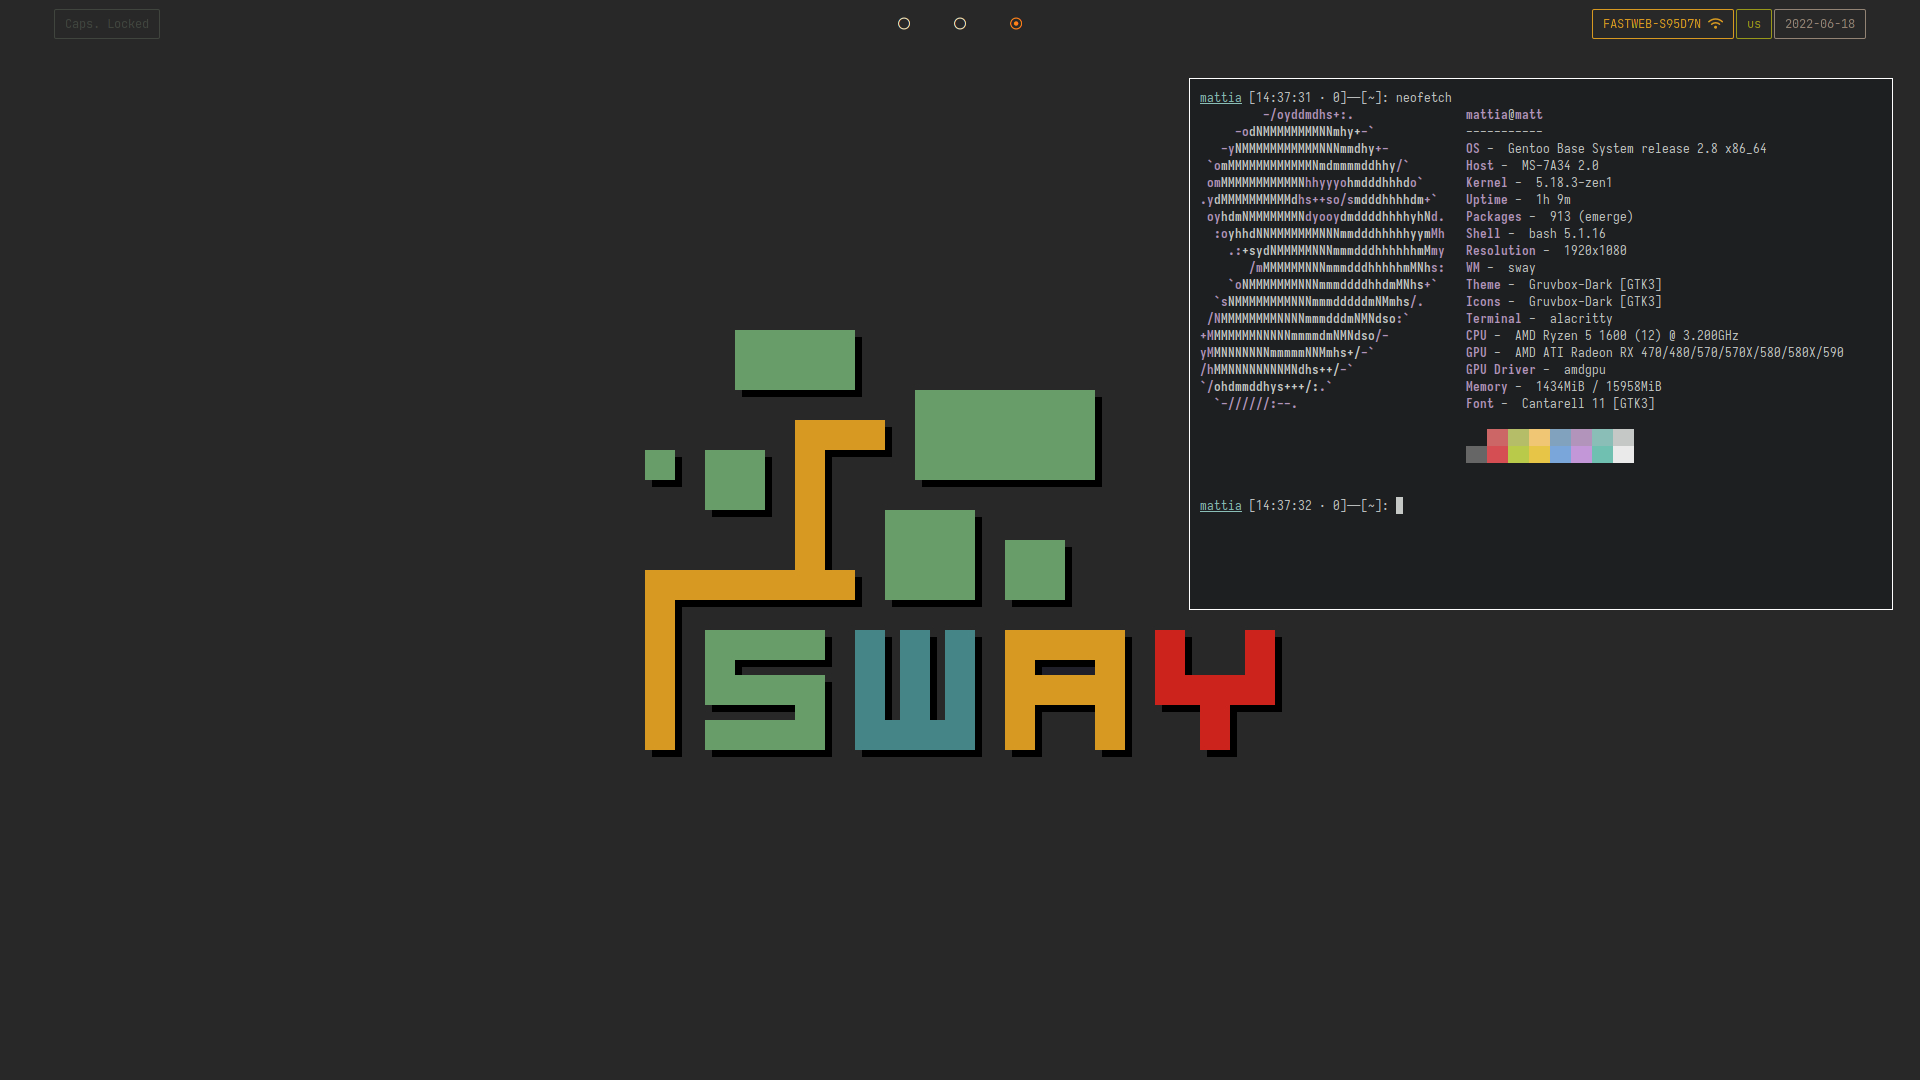 Caps. Locked
FASTWEB-S95D7N
us
2022-06-18
mattia [14:37:31 · 0]──[~]: neofetch
         -/oyddmdhs+:.
     -odNMMMMMMMMNNmhy+-`
   -yNMMMMMMMMMMMNNNmmdhy+-
 `omMMMMMMMMMMMMNmdmmmmddhhy/`
 omMMMMMMMMMMMNhhyyyohmdddhhhdo`
.ydMMMMMMMMMMdhs++so/smdddhhhhdm+`
 oyhdmNMMMMMMMNdyooydmddddhhhhyhNd.
  :oyhhdNNMMMMMMMNNNmmdddhhhhhyymMh
    .:+sydNMMMMMNNNmmmdddhhhhhhmMmy
       /mMMMMMMNNNmmmdddhhhhhmMNhs:
    `oNMMMMMMMNNNmmmddddhhdmMNhs+`
  `sNMMMMMMMMNNNmmmdddddmNMmhs/.
 /NMMMMMMMMNNNNmmmdddmNMNdso:`
+MMMMMMMNNNNNmmmmdmNMNdso/-
yMMNNNNNNNmmmmmNNMmhs+/-`
/hMMNNNNNNNNMNdhs++/-`
`/ohdmmddhys+++/:.`
  `-//////:--.
mattia@matt
-----------
OS -  Gentoo Base System release 2.8 x86_64
Host -  MS-7A34 2.0
Kernel -  5.18.3-zen1
Uptime -  1h 9m
Packages -  913 (emerge)
Shell -  bash 5.1.16
Resolution -  1920x1080
WM -  sway
Theme -  Gruvbox-Dark [GTK3]
Icons -  Gruvbox-Dark [GTK3]
Terminal -  alacritty
CPU -  AMD Ryzen 5 1600 (12) @ 3.200GHz
GPU -  AMD ATI Radeon RX 470/480/570/570X/580/580X/590
GPU Driver -  amdgpu
Memory -  1434MiB / 15958MiB
Font -  Cantarell 11 [GTK3]
mattia [14:37:32 · 0]──[~]:
SWAY